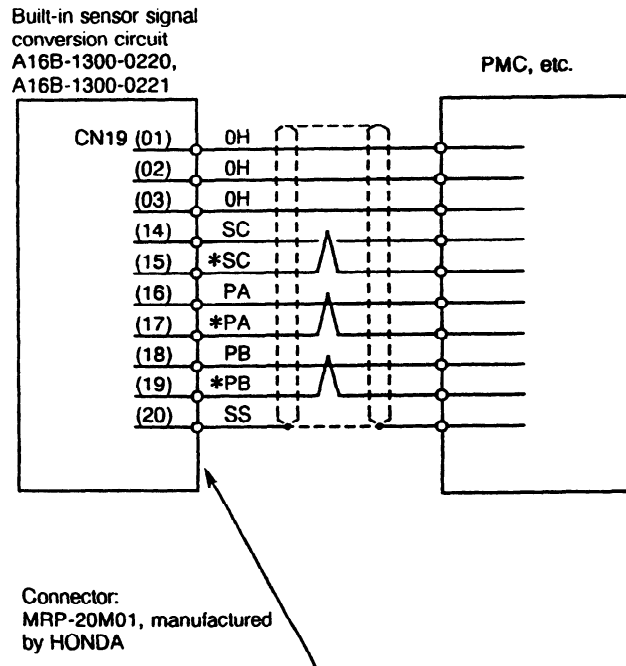 Built-in sensor signal
conversion circuit
A16B-1300-0220,
A16B-1300-0221
PMC, etc.
CN19 (01) 0H
(02) 0H
(03) 0H
(14) SC
(15) *SC
(16) PA
(17) *PA
(18) PB
(19) *PB
(20) SS
Connector:
MRP-20M01, manufactured
by HONDA